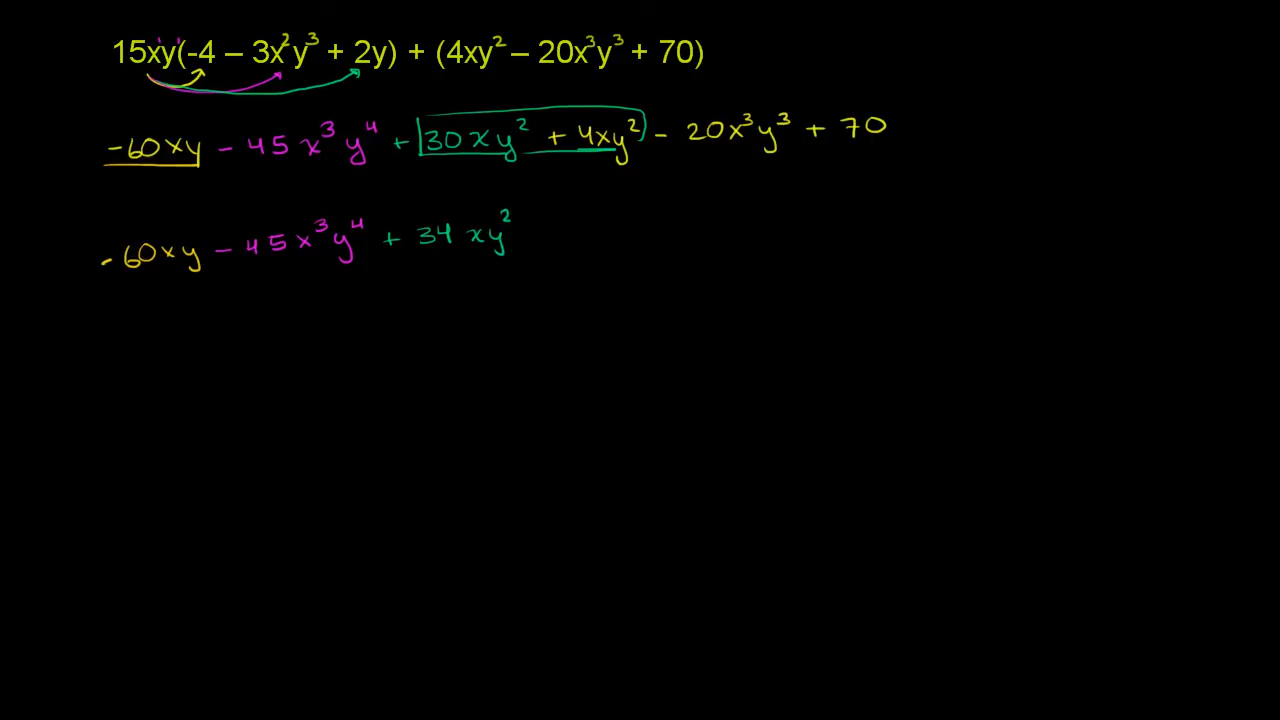 15xy(-4 – 3x²y³ + 2y) + (4xy² – 20x³y³ + 70)
-60xy - 45x³y⁴ + 30xy² + 4xy² - 20x³y³ + 70
-60xy - 45x³y⁴ + 34xy²